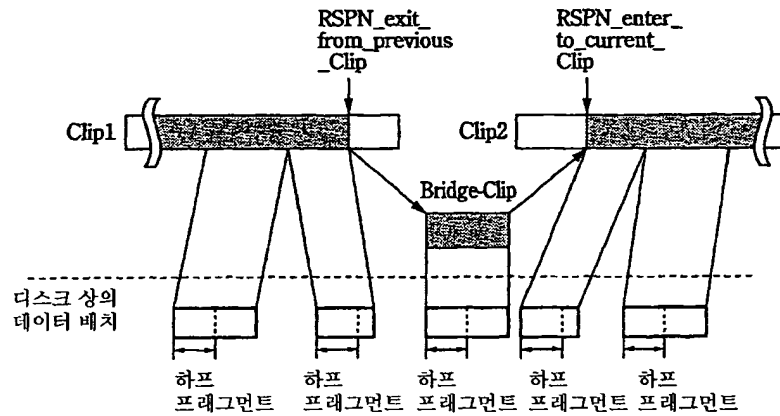 RSPN_exit_
from_previous
_Clip
RSPN_enter_
to_current_
Clip
Clip1
Clip2
Bridge-Clip
디스크 상의
데이터 배치
하프
프래그먼트
하프
프래그먼트
하프
프래그먼트
하프
프래그먼트
하프
프래그먼트